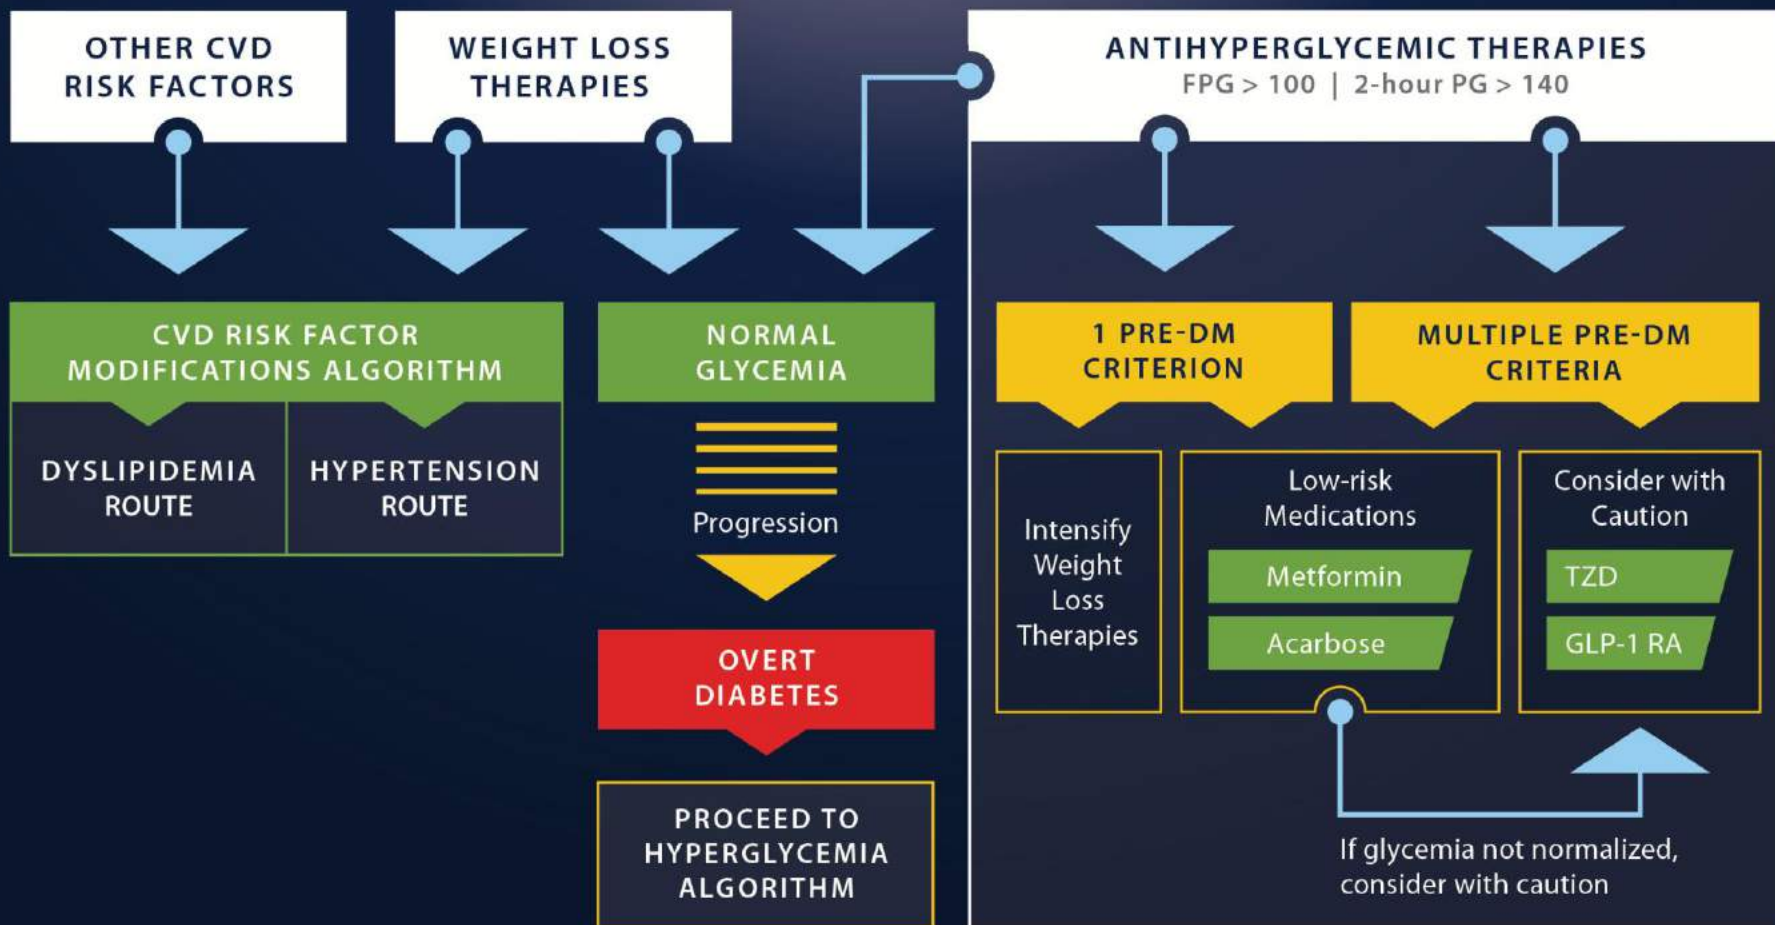 OTHER CVD
RISK FACTORS
WEIGHT LOSS
THERAPIES
ANTIHYPERGLYCEMIC THERAPIES
FPG > 100 | 2-hour PG > 140
CVD RISK FACTOR
MODIFICATIONS ALGORITHM
DYSLIPIDEMIA
ROUTE
HYPERTENSION
ROUTE
NORMAL
GLYCEMIA
Progression
OVERT
DIABETES
PROCEED TO
HYPERGLYCEMIA
ALGORITHM
1 PRE-DM
CRITERION
MULTIPLE PRE-DM
CRITERIA
Intensify
Weight
Loss
Therapies
Low-risk
Medications
Metformin
Acarbose
Consider with
Caution
TZD
GLP-1 RA
If glycemia not normalized,
consider with caution